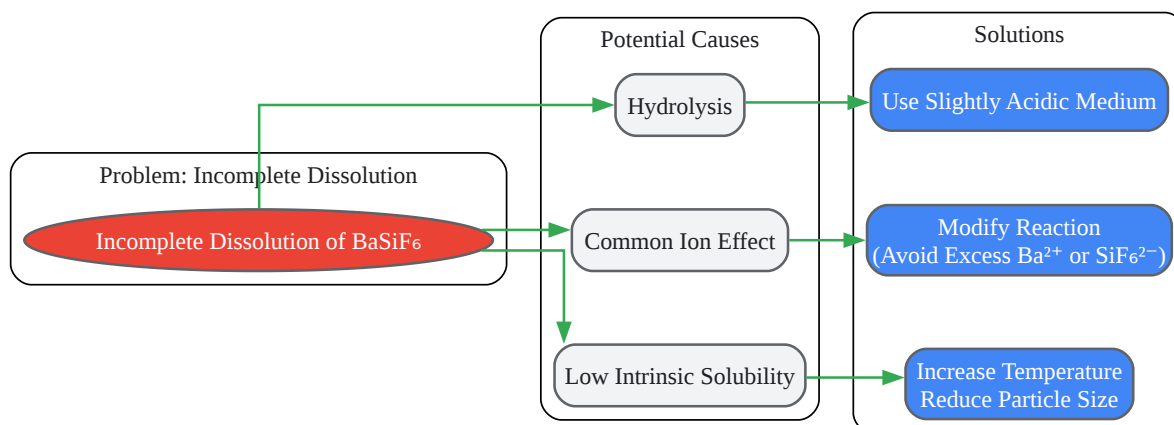 Potential Causes
Solutions
Hydrolysis
Use Slightly Acidic Medium
Problem: Incomplete Dissolution
Incomplete Dissolution of BaSiF₆
Common Ion Effect
Modify Reaction
(Avoid Excess Ba²⁺ or SiF₆²⁻)
Low Intrinsic Solubility
Increase Temperature
Reduce Particle Size